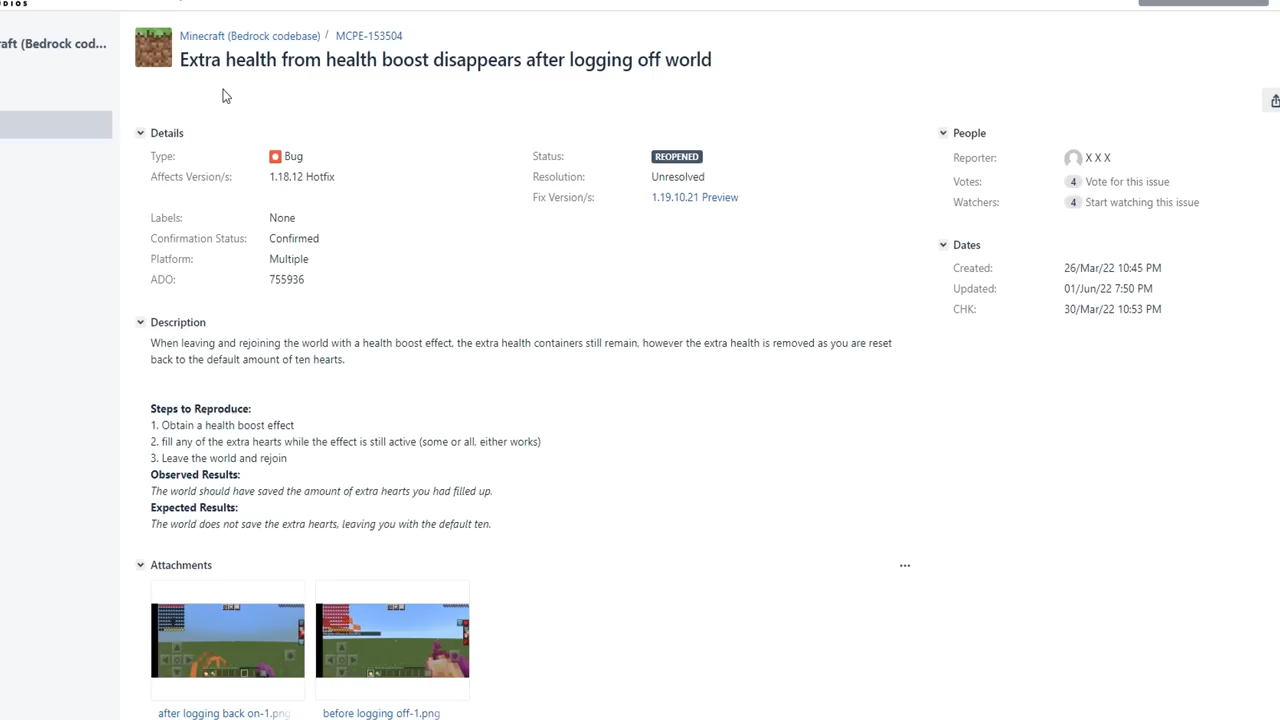 raft (Bedrock cod...
Minecraft (Bedrock codebase) / MCPE-153504
Extra health from health boost disappears after logging off world
Details
Type: Bug
Affects Version/s: 1.18.12 Hotfix
Labels: None
Confirmation Status: Confirmed
Platform: Multiple
ADO: 755936
Status: REOPENED
Resolution: Unresolved
Fix Version/s: 1.19.10.21 Preview
People
Reporter: X X X
Votes: 4 Vote for this issue
Watchers: 4 Start watching this issue
Dates
Created: 26/Mar/22 10:45 PM
Updated: 01/Jun/22 7:50 PM
CHK: 30/Mar/22 10:53 PM
Description
When leaving and rejoining the world with a health boost effect, the extra health containers still remain, however the extra health is removed as you are reset
back to the default amount of ten hearts.
Steps to Reproduce:
1. Obtain a health boost effect
2. fill any of the extra hearts while the effect is still active (some or all, either works)
3. Leave the world and rejoin
Observed Results:
The world should have saved the amount of extra hearts you had filled up.
Expected Results:
The world does not save the extra hearts, leaving you with the default ten.
Attachments
...
after logging back on-1.png
before logging off-1.png